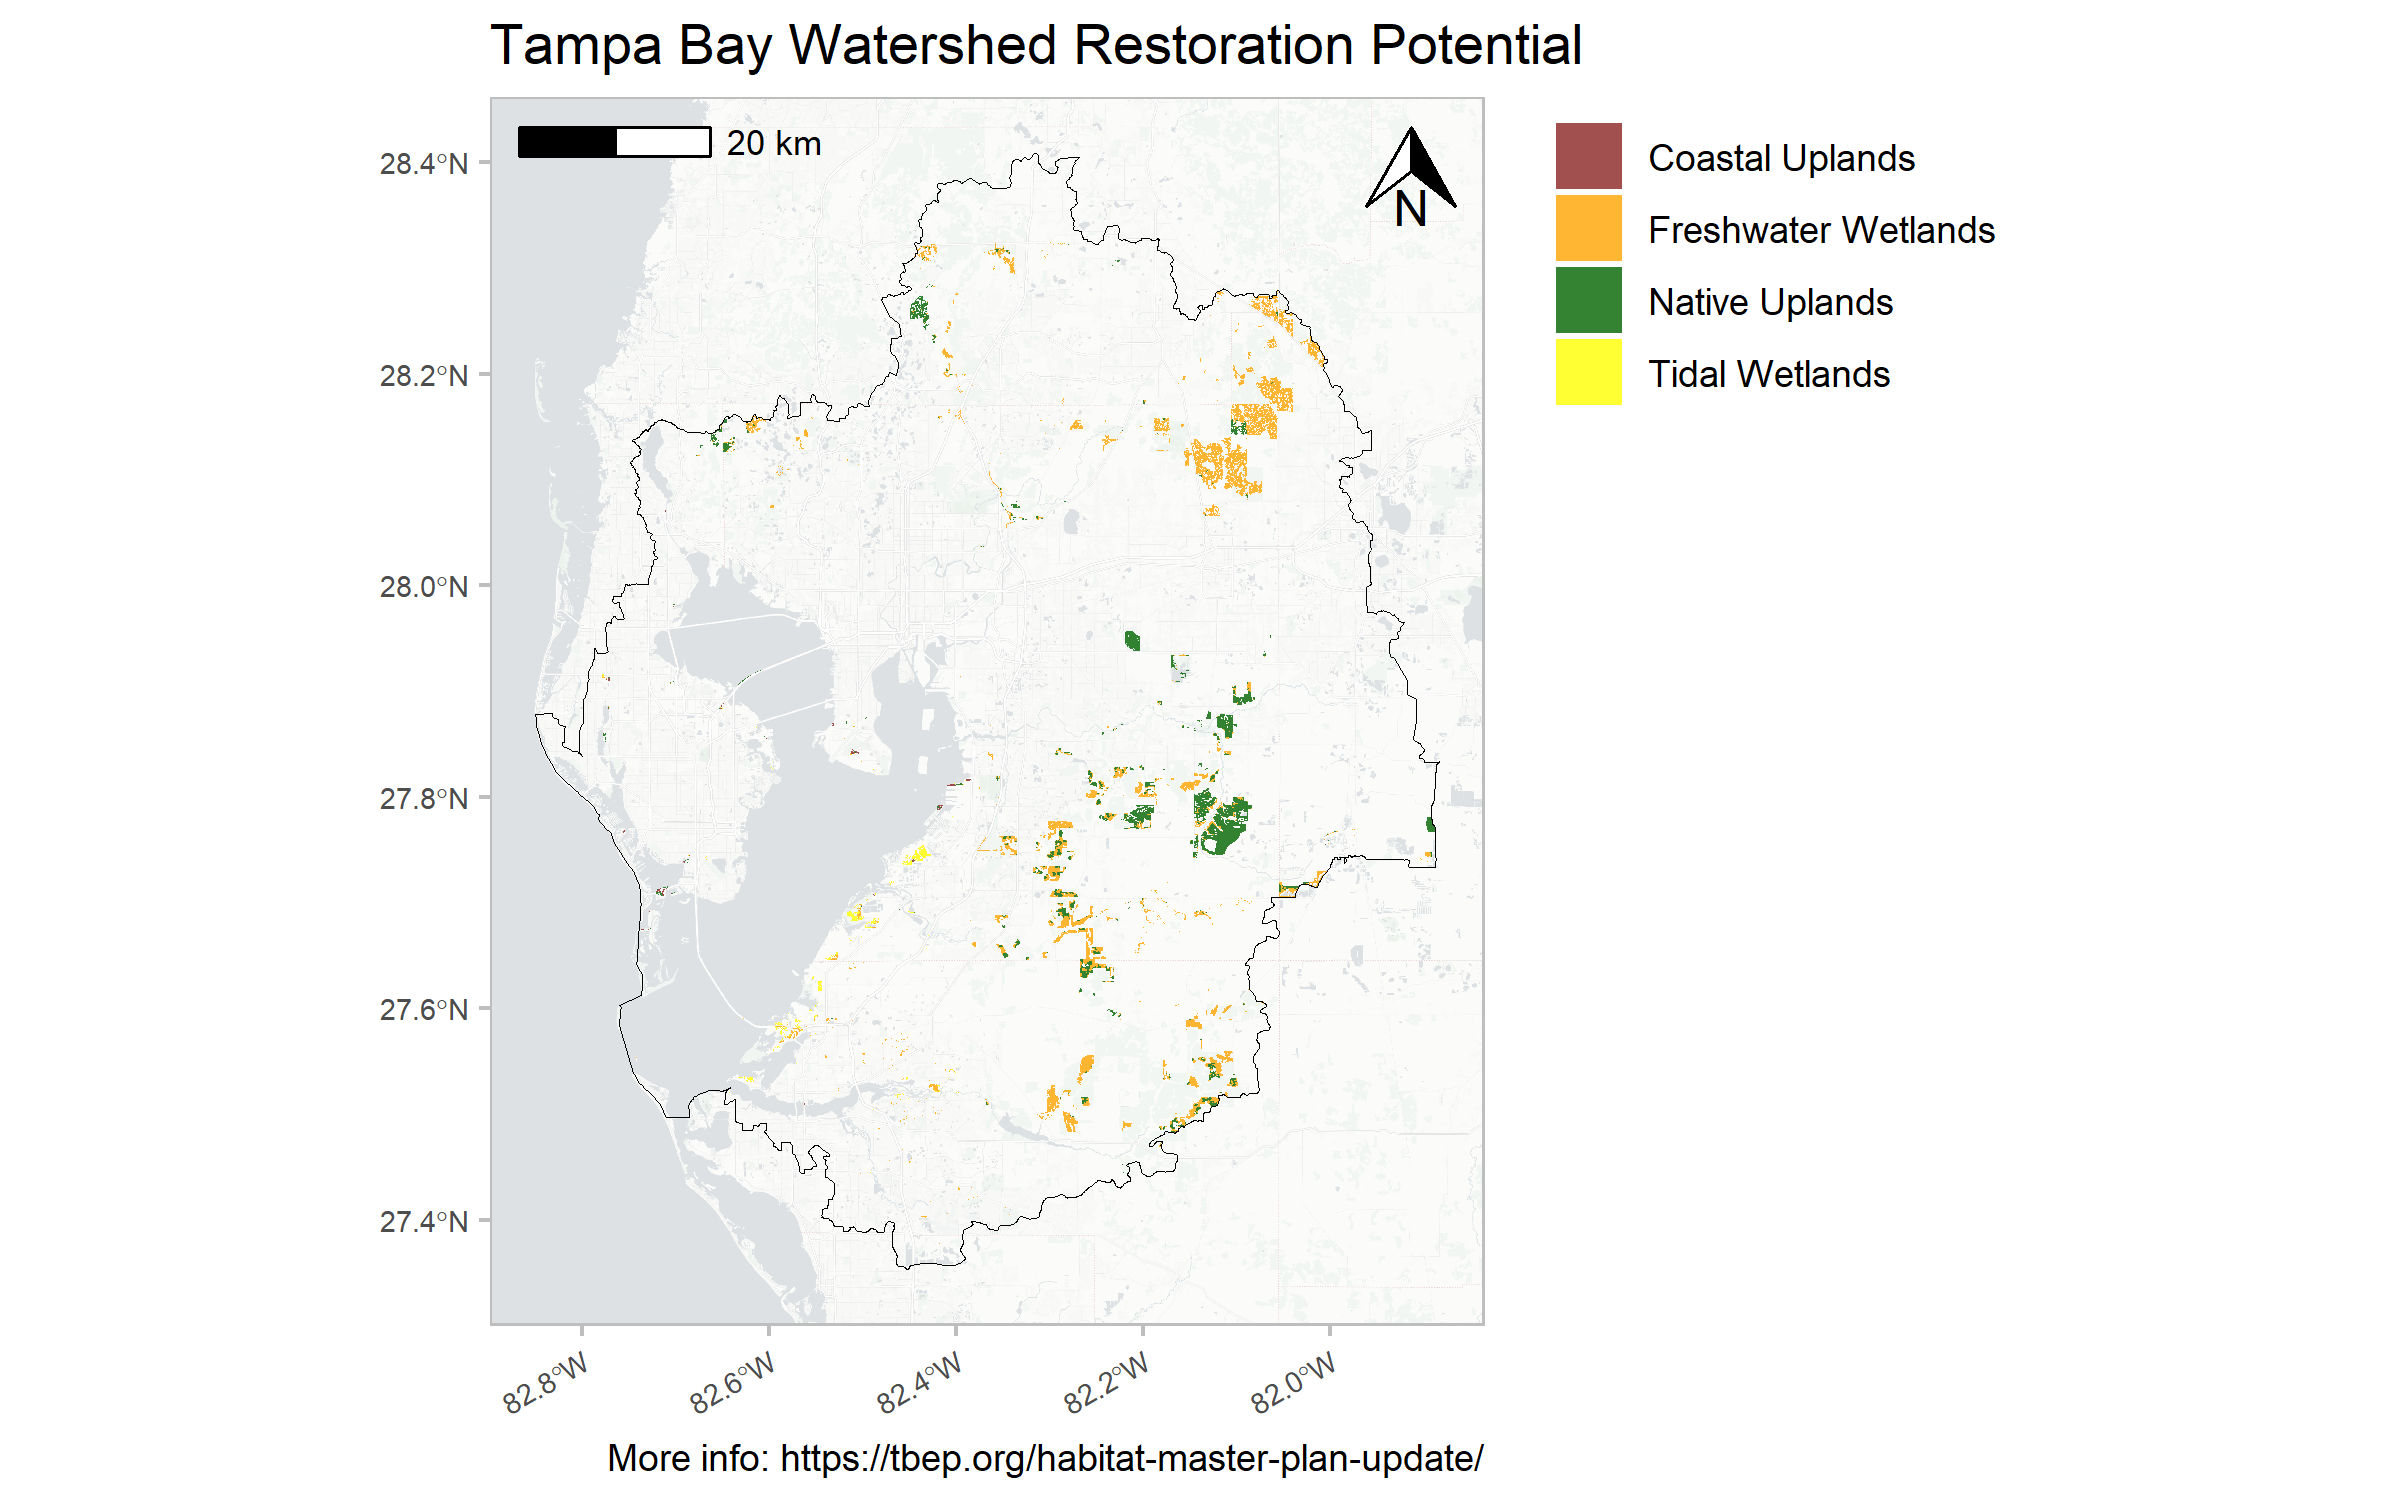 Tampa Bay Watershed Restoration Potential
20 km
N
Coastal Uplands
Freshwater Wetlands
Native Uplands
Tidal Wetlands
28.4°N
28.2°N
28.0°N
27.8°N
27.6°N
27.4°N
82.8°W
82.6°W
82.4°W
82.2°W
82.0°W
More info: https://tbep.org/habitat-master-plan-update/